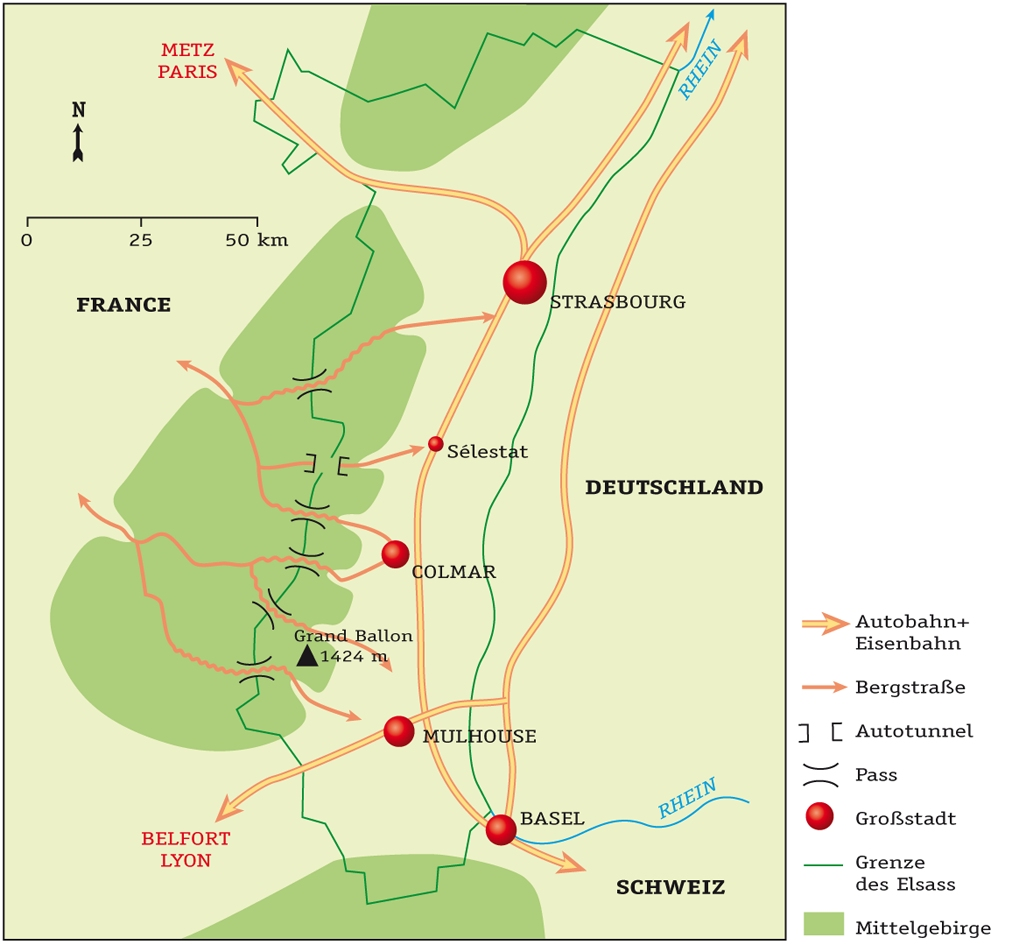 METZ
PARIS
RHEIN
N
0 25 50 km
FRANCE
STRASBOURG
Sélestat
DEUTSCHLAND
COLMAR
Grand Ballon
1424 m
MULHOUSE
BASEL
RHEIN
BELFORT
LYON
SCHWEIZ
Autobahn+
Eisenbahn
Bergstraße
Autotunnel
Pass
Großstadt
Grenze
des Elsass
Mittelgebirge